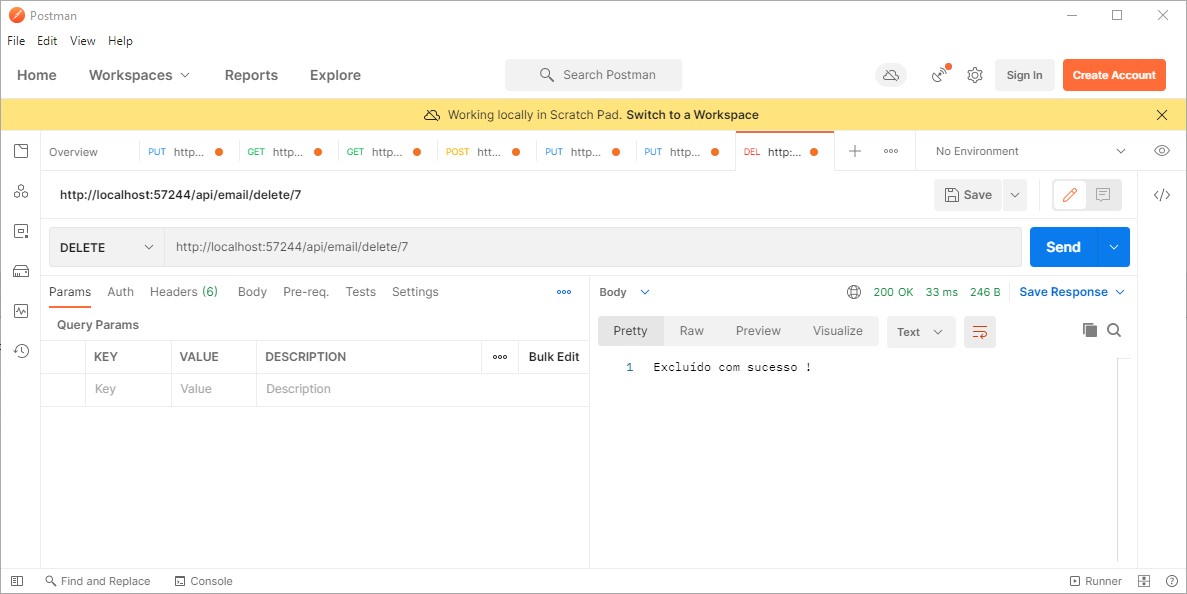 Postman
File Edit View Help
Home Workspaces Reports Explore Search Postman Sign In Create Account
Working locally in Scratch Pad. Switch to a Workspace
Overview PUT http... GET http... GET http... POST htt... PUT http... PUT http... DEL http:... No Environment
http://localhost:57244/api/email/delete/7 Save
DELETE http://localhost:57244/api/email/delete/7 Send
Params Auth Headers (6) Body Pre-req. Tests Settings Body 200 OK 33 ms 246 B Save Response
Query Params Pretty Raw Preview Visualize Text
KEY VALUE DESCRIPTION Bulk Edit 1 Excluído com sucesso !
Key Value Description
Find and Replace Console Runner